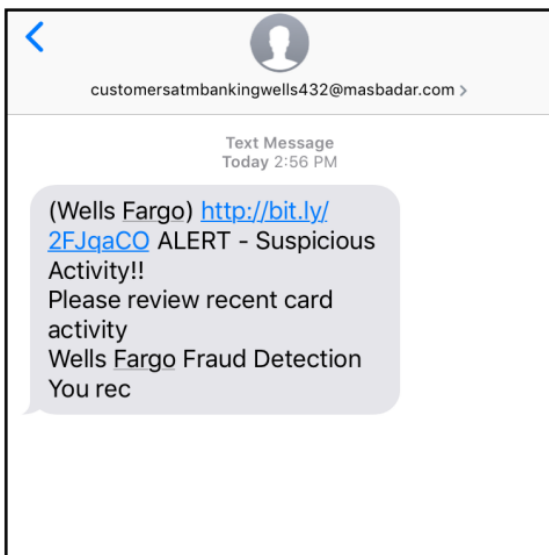 customersatmbankingwells432@masbadar.com >
Text Message
Today 2:56 PM
(Wells Fargo) http://bit.ly/
2FJqaCO ALERT - Suspicious
Activity!!
Please review recent card
activity
Wells Fargo Fraud Detection
You rec